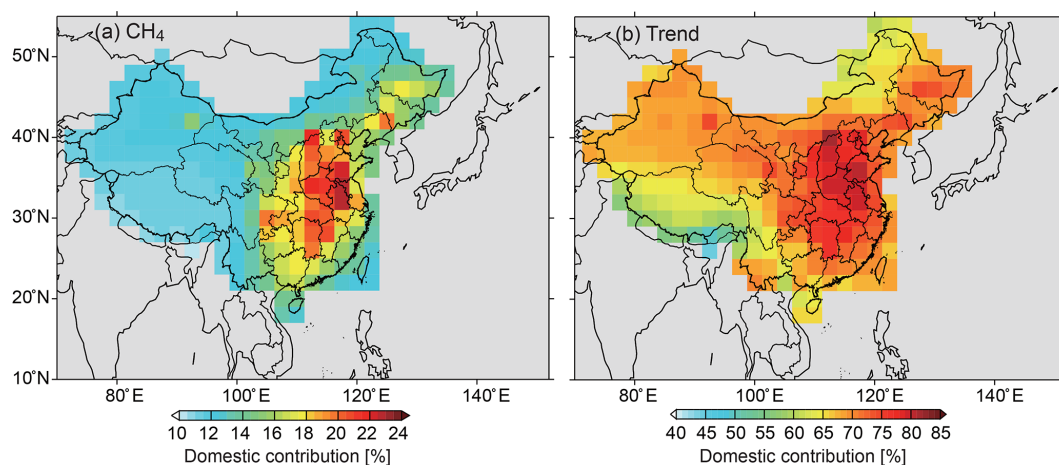 (a) CH₄
(b) Trend
50°N
40°N
30°N
20°N
10°N
80°E 100°E 120°E 140°E
80°E 100°E 120°E 140°E
10 12 14 16 18 20 22 24
40 45 50 55 60 65 70 75 80 85
Domestic contribution [%]
Domestic contribution [%]